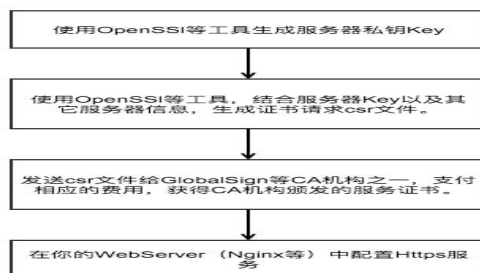 使用OpenSSl等工具生成服务器私钥Key
使用OpenSSl等工具，结合服务器Key以及其
它服务器信息，生成证书请求csr文件。
发送csr文件给GlobalSign等CA机构之一，支付
相应的费用，获得CA机构颁发的服务证书。
在你的WebServer（Nginx等）中配置Https服
务